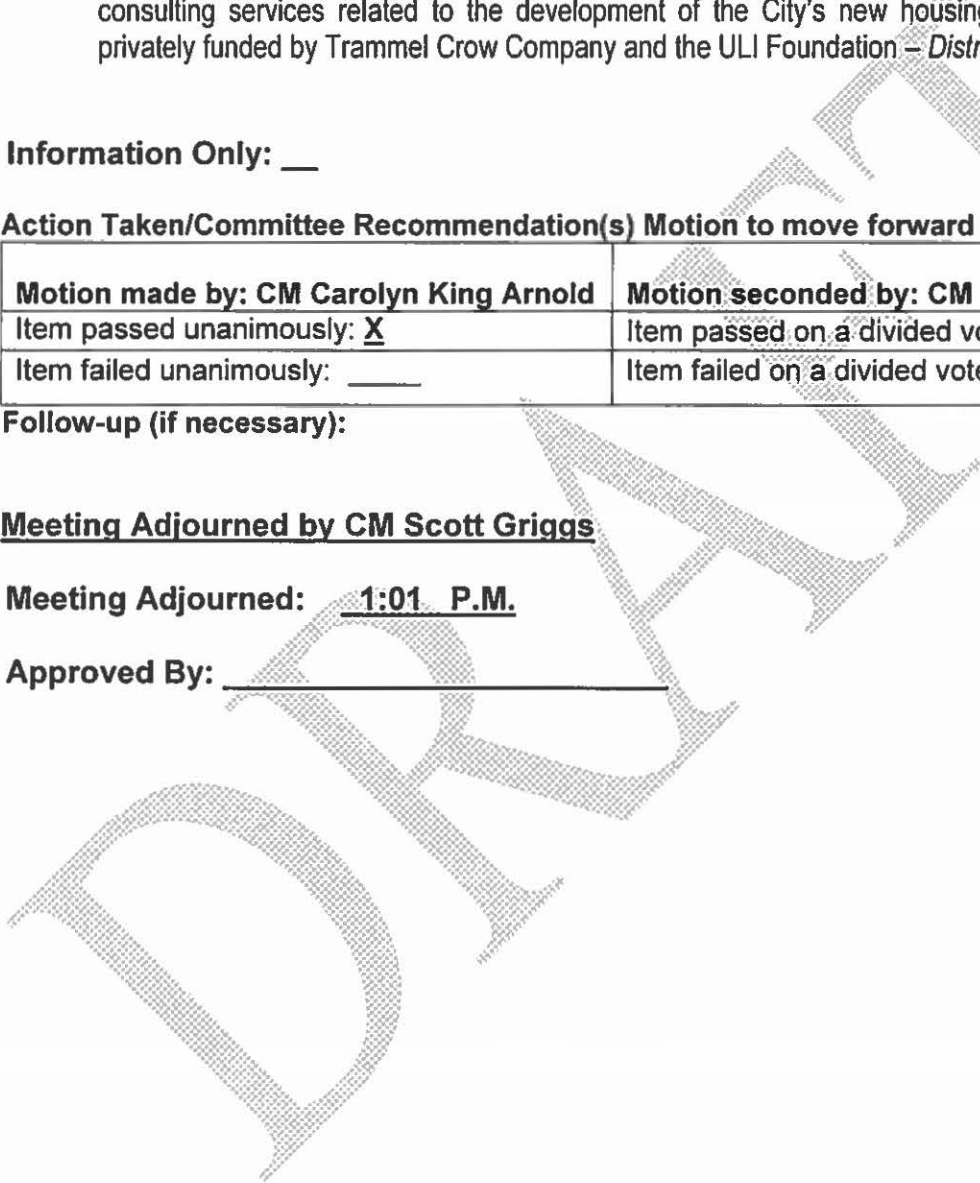 consulting services related to the development of the City's new housing
privately funded by Trammel Crow Company and the ULI Foundation – Distr
Information Only: __
Action Taken/Committee Recommendation(s) Motion to move forward
Motion made by: CM Carolyn King Arnold Motion seconded by: CM
Item passed unanimously: X Item passed on a divided vo
Item failed unanimously: ____ Item failed on a divided vote
Follow-up (if necessary):
Meeting Adjourned by CM Scott Griggs
Meeting Adjourned: 1:01 P.M.
Approved By: ____
DRAFT